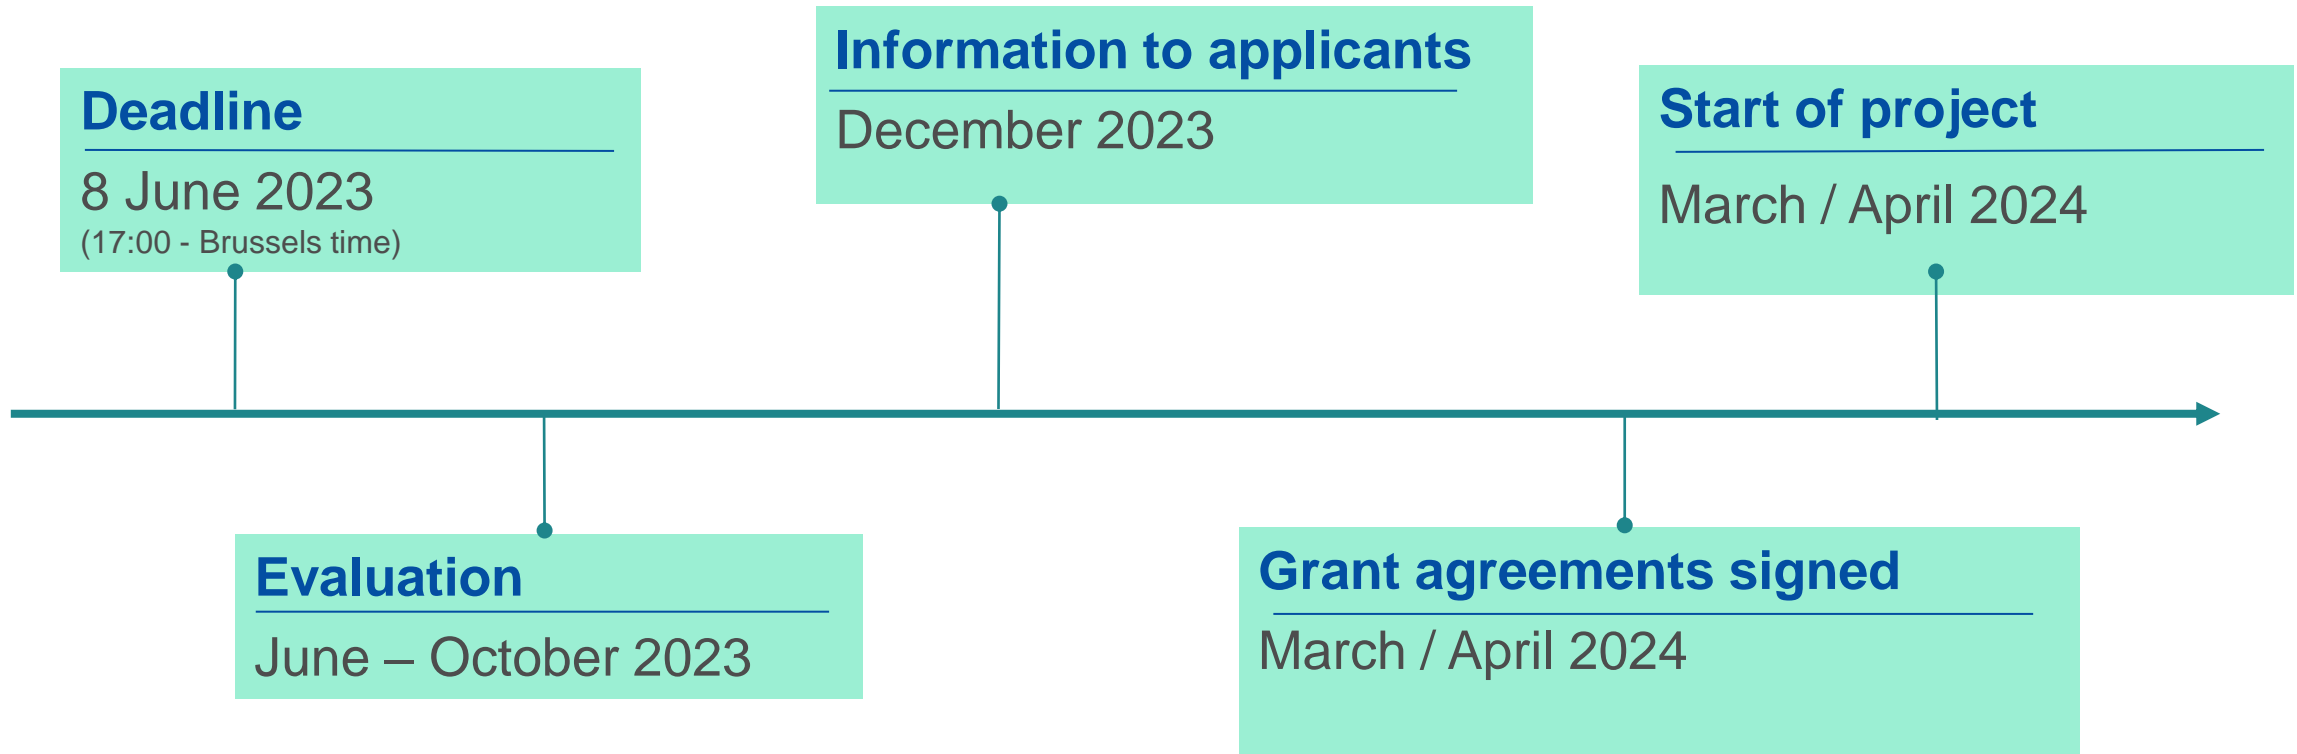 Deadline
8 June 2023
(17:00 - Brussels time)
Evaluation
June – October 2023
Information to applicants
December 2023
Grant agreements signed
March / April 2024
Start of project
March / April 2024